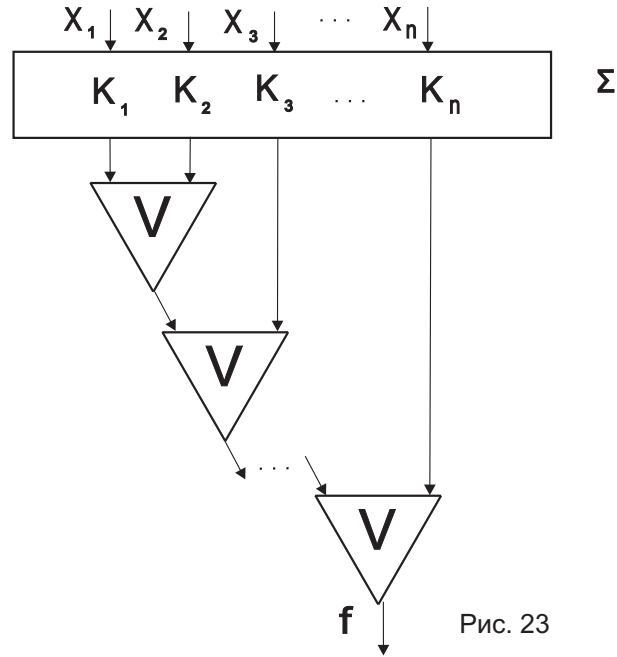 X₁ X₂ X₃ . . . Xₙ
K₁ K₂ K₃ . . . Kₙ Σ
V
V
. . .
V
f Рис. 23